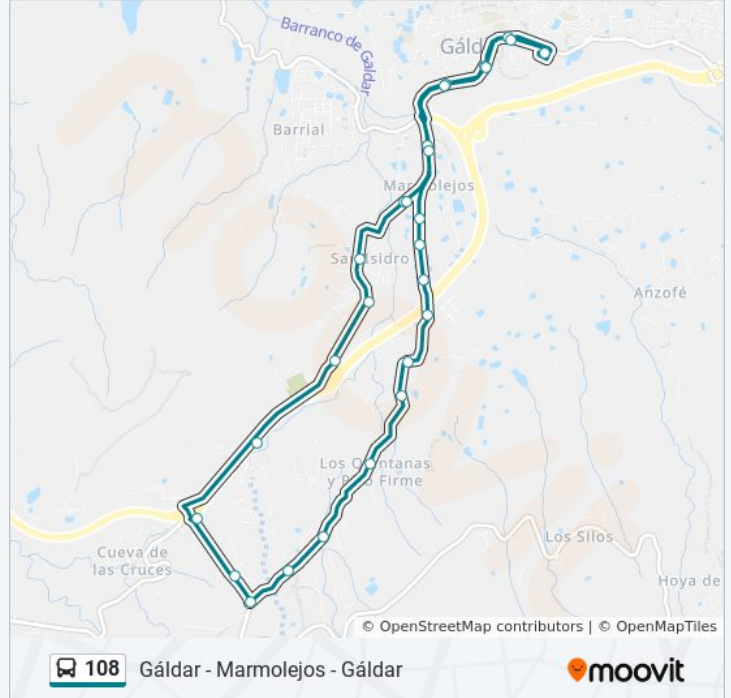 Barranco de Galdar
Gáld
Barrial
Marmolejos
San Isidro
Anzofé
Los Quintanas
y Piso Firme
Los Silos
Cueva de
las Cruces
Hoya de
© OpenStreetMap contributors | © OpenMapTiles
108 Gáldar - Marmolejos - Gáldar
moovit